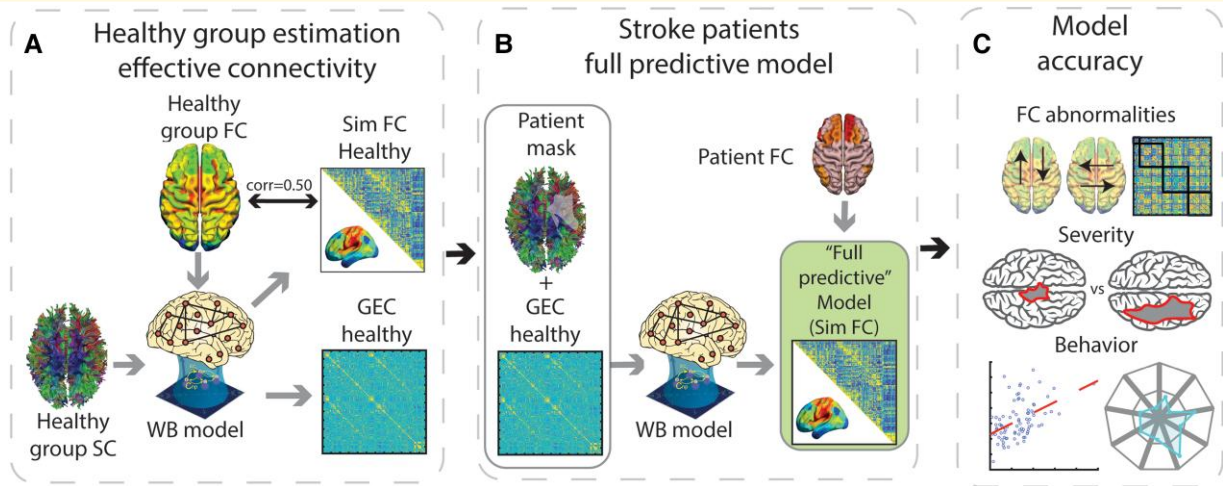 A
Healthy group estimation
effective connectivity
Healthy
group FC
Sim FC
Healthy
corr=0.50
GEC
healthy
Healthy
group SC
WB model
B
Stroke patients
full predictive model
Patient
mask
+
GEC
healthy
WB model
Patient FC
“Full
predictive”
Model
(Sim FC)
C
Model
accuracy
FC abnormalities
Severity
vs
Behavior